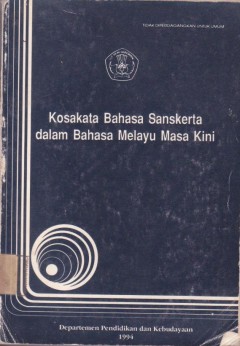 TIDAK DIPERDAGANGKAN UNTUK UMUM
Kosakata Bahasa Sanskerta
dalam Bahasa Melayu Masa Kini
Departemen Pendidikan dan Kebudayaan
1994